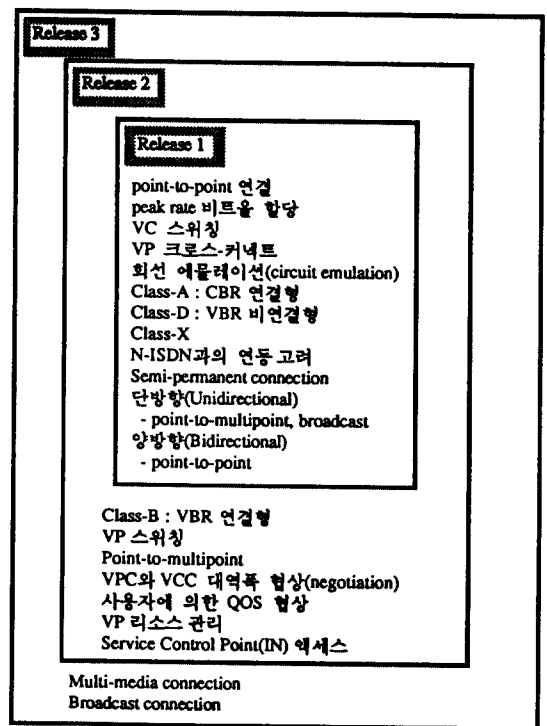 Release 3
Release 2
Release 1
point-to-point 연결
peak rate 비트율 할당
VC 스위칭
VP 크로스-커넥트
회선 에뮬레이션(circuit emulation)
Class-A : CBR 연결형
Class-D : VBR 비연결형
Class-X
N-ISDN과의 연동 고려
Semi-permanent connection
단방향(Unidirectional)
- point-to-multipoint, broadcast
양방향(Bidirectional)
- point-to-point
Class-B : VBR 연결형
VP 스위칭
Point-to-multipoint
VPC와 VCC 대역폭 협상(negotiation)
사용자에 의한 QOS 협상
VP 리소스 관리
Service Control Point(IN) 액세스
Multi-media connection
Broadcast connection